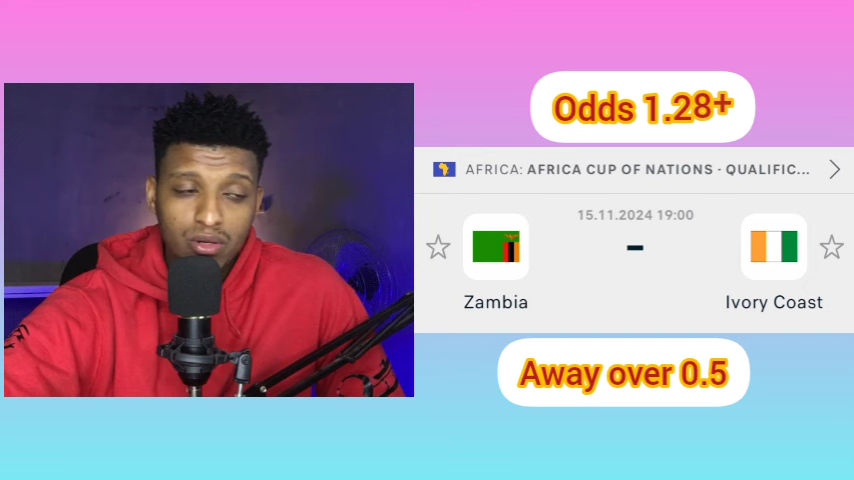 Odds 1.28+
AFRICA: AFRICA CUP OF NATIONS - QUALIFIC...
15.11.2024 19:00
-
Zambia
Ivory Coast
Away over 0.5